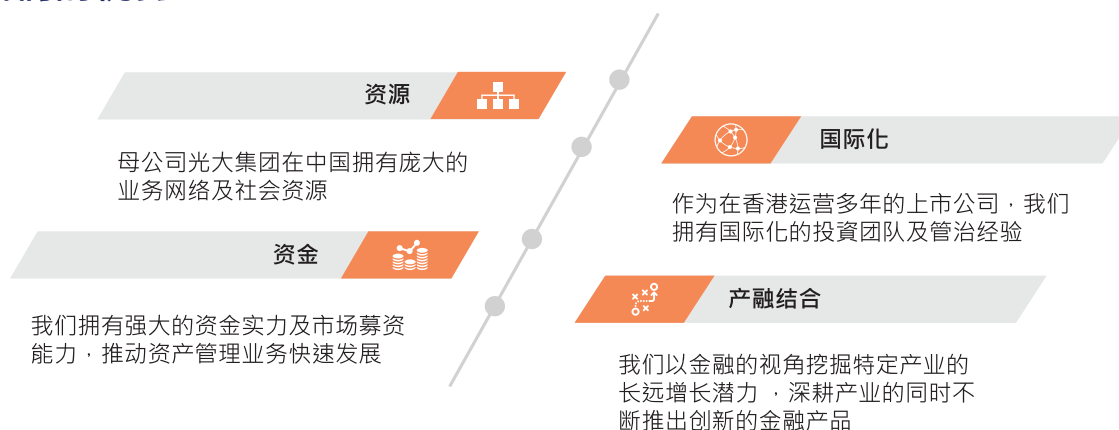 资源
母公司光大集团在中国拥有庞大的
业务网络及社会资源
国际化
作为在香港运营多年的上市公司，我们
拥有国际化的投資团队及管治经验
资金
我们拥有强大的资金实力及市场募资
能力，推动资产管理业务快速发展
产融结合
我们以金融的视角挖掘特定产业的
长远增长潜力 ，深耕产业的同时不
断推出创新的金融产品